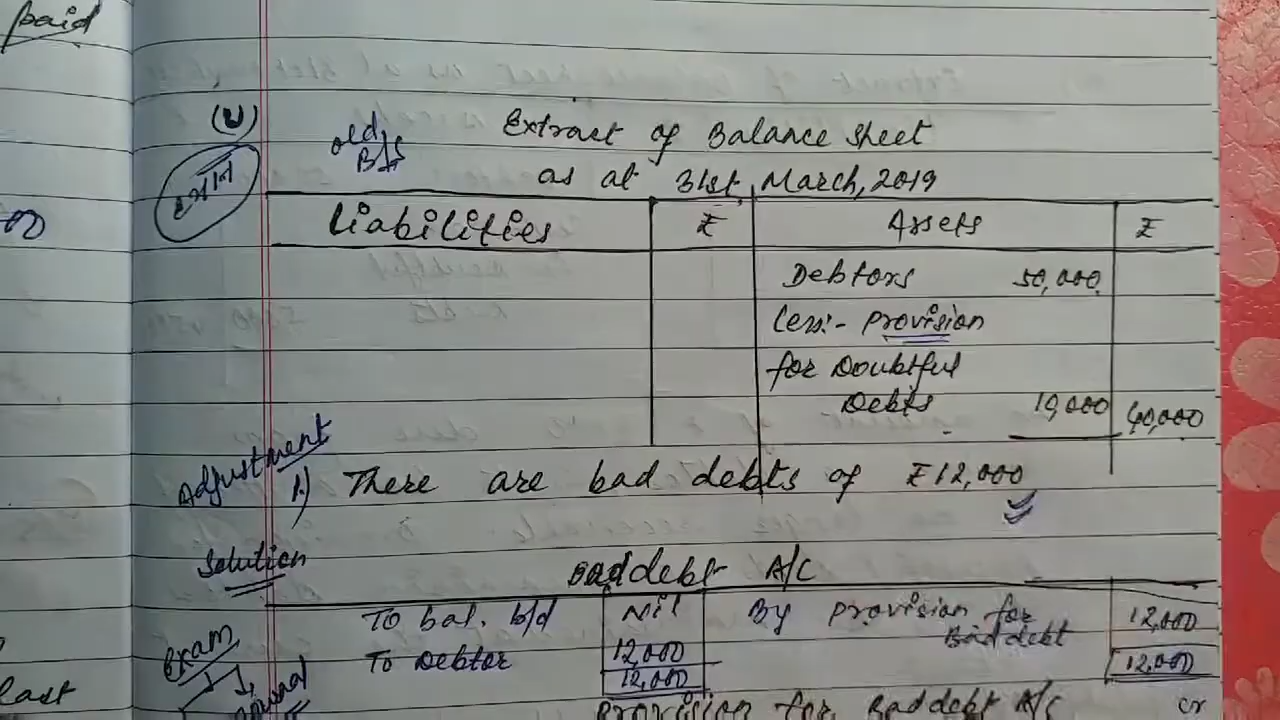 paid
(U)
old
B/s
Extract of Balance Sheet
as at 31st March, 2019
Liabilities ₹ Assets ₹
Debtors 50,000
Less:- Provision
for Doubtful
Debts 10,000 40,000
Adjustment
1.) There are bad debts of ₹12,000
Solution
Bad debt A/C
To bal. b/d Nil By provision for
Bad debt 12,000
To Debtor 12,000
12,000 12,000
Exam
last
Provision for Bad debt A/C cr